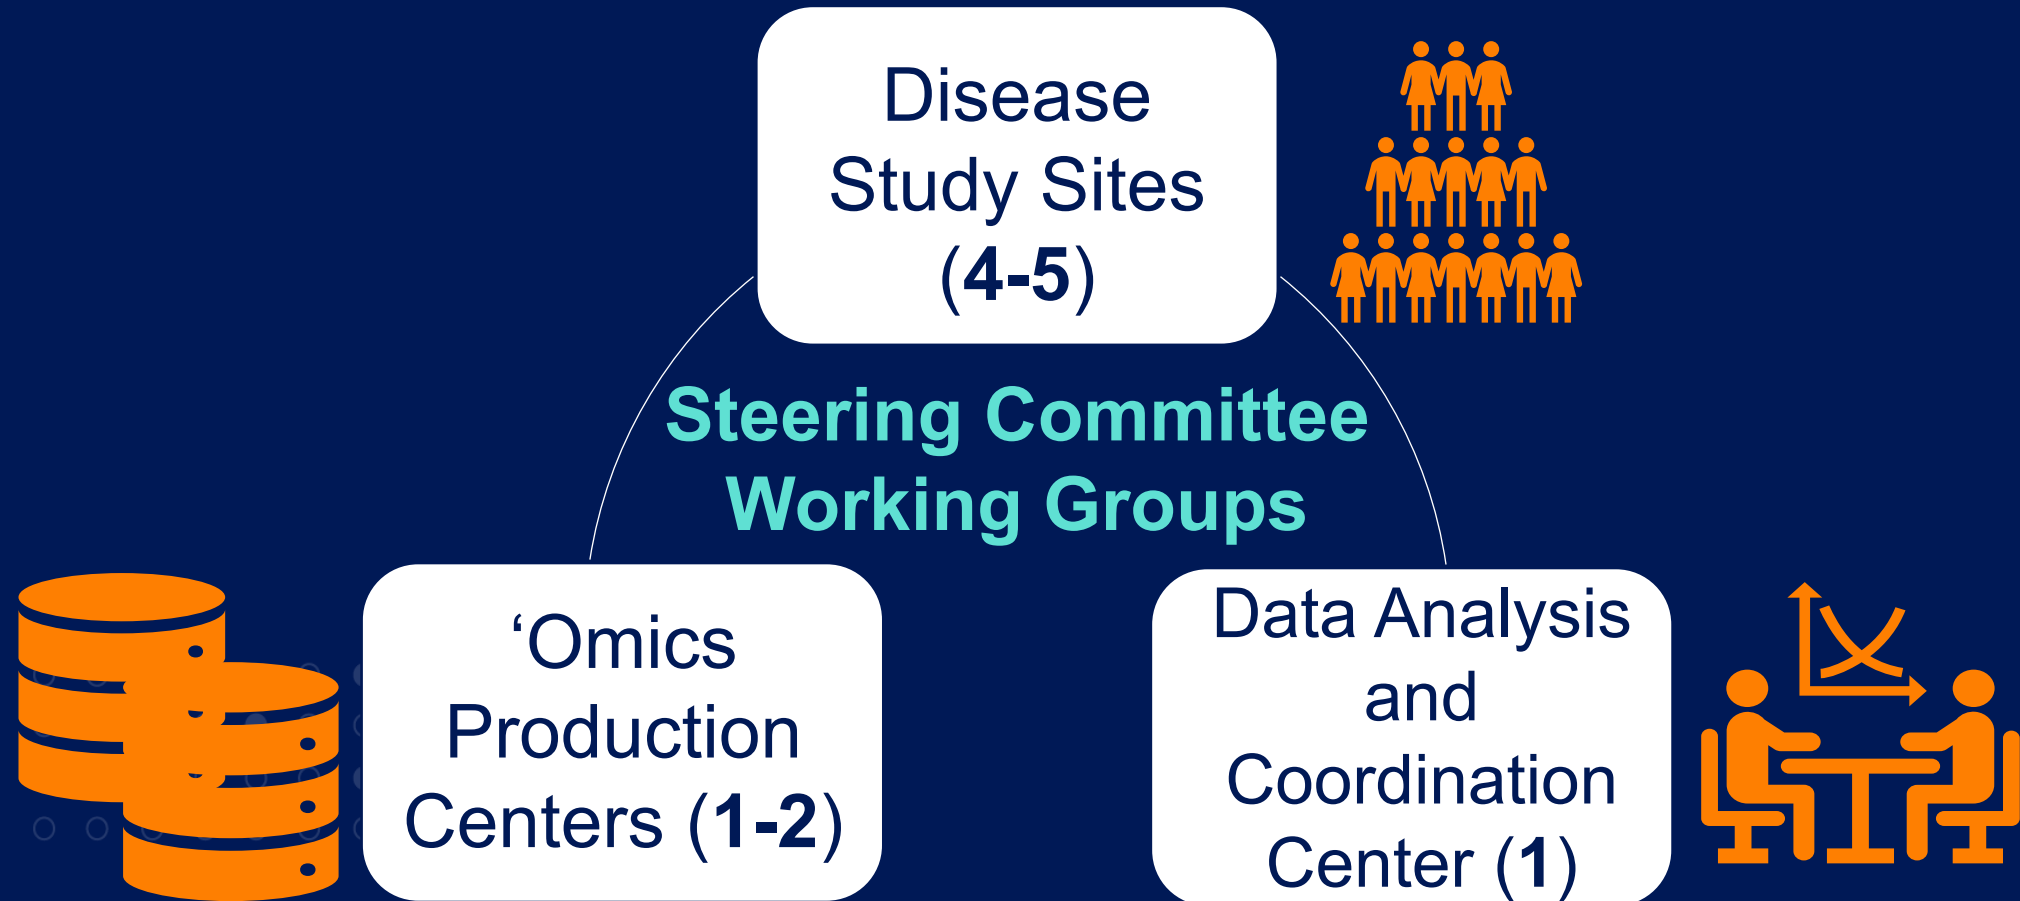 Disease
Study Sites
(4-5)
Steering Committee
Working Groups
‘Omics
Production
Centers (1-2)
Data Analysis
and
Coordination
Center (1)